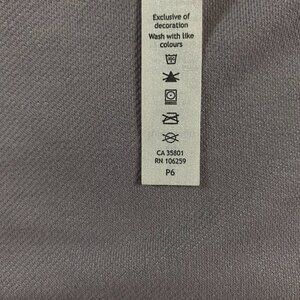 Exclusive of
decoration
Wash with like
colours
CA 35801
RN 106259
P6